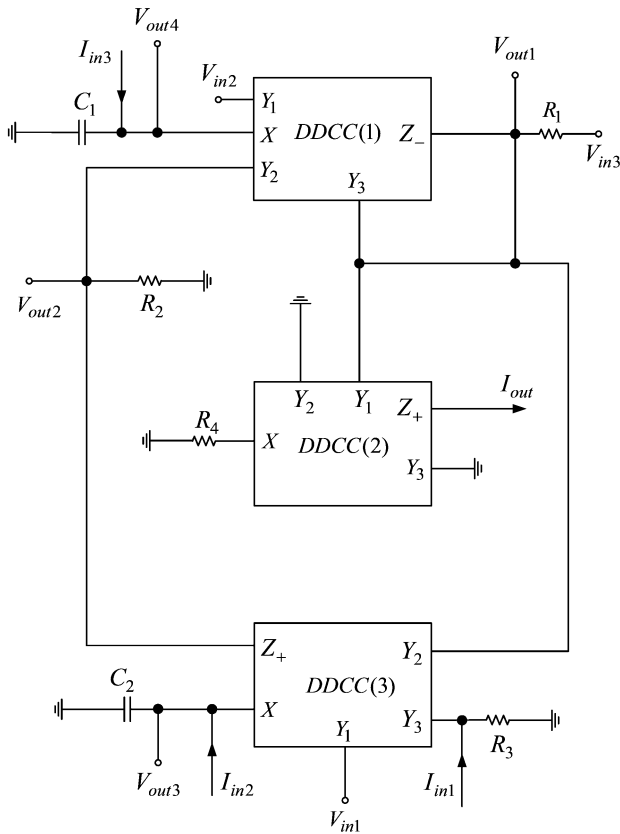 V_out4
I_in3
V_in2
V_out1
C_1
Y_1
R_1
X
DDCC(1)
Z_−
V_in3
Y_2
Y_3
V_out2
R_2
Y_2
Y_1
I_out
R_4
Z_+
X
DDCC(2)
Y_3
Z_+
Y_2
C_2
DDCC(3)
X
Y_3
Y_1
R_3
V_out3
I_in2
I_in1
V_in1